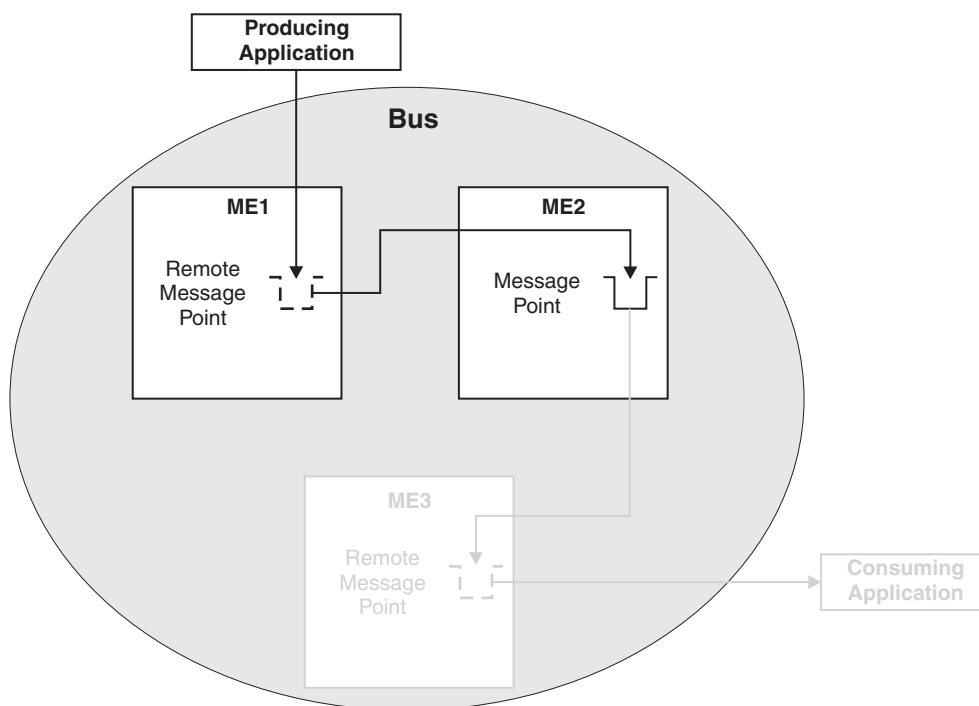 Producing
Application
Bus
ME1
ME2
Remote
Message
Point
Message
Point
ME3
Remote
Message
Point
Consuming
Application